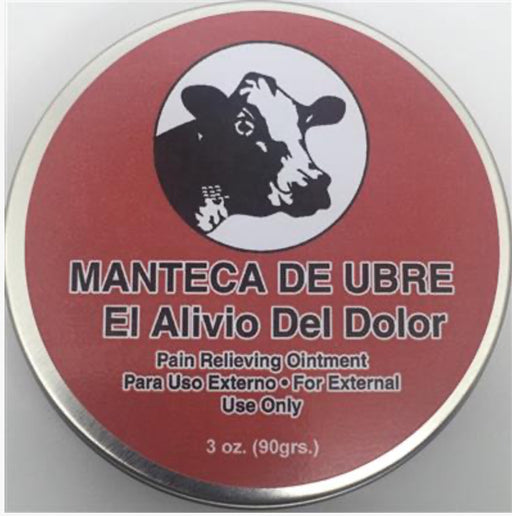 MANTECA DE UBRE
El Alivio Del Dolor
Pain Relieving Ointment
Para Uso Externo • For External
Use Only
3 oz. (90grs.)